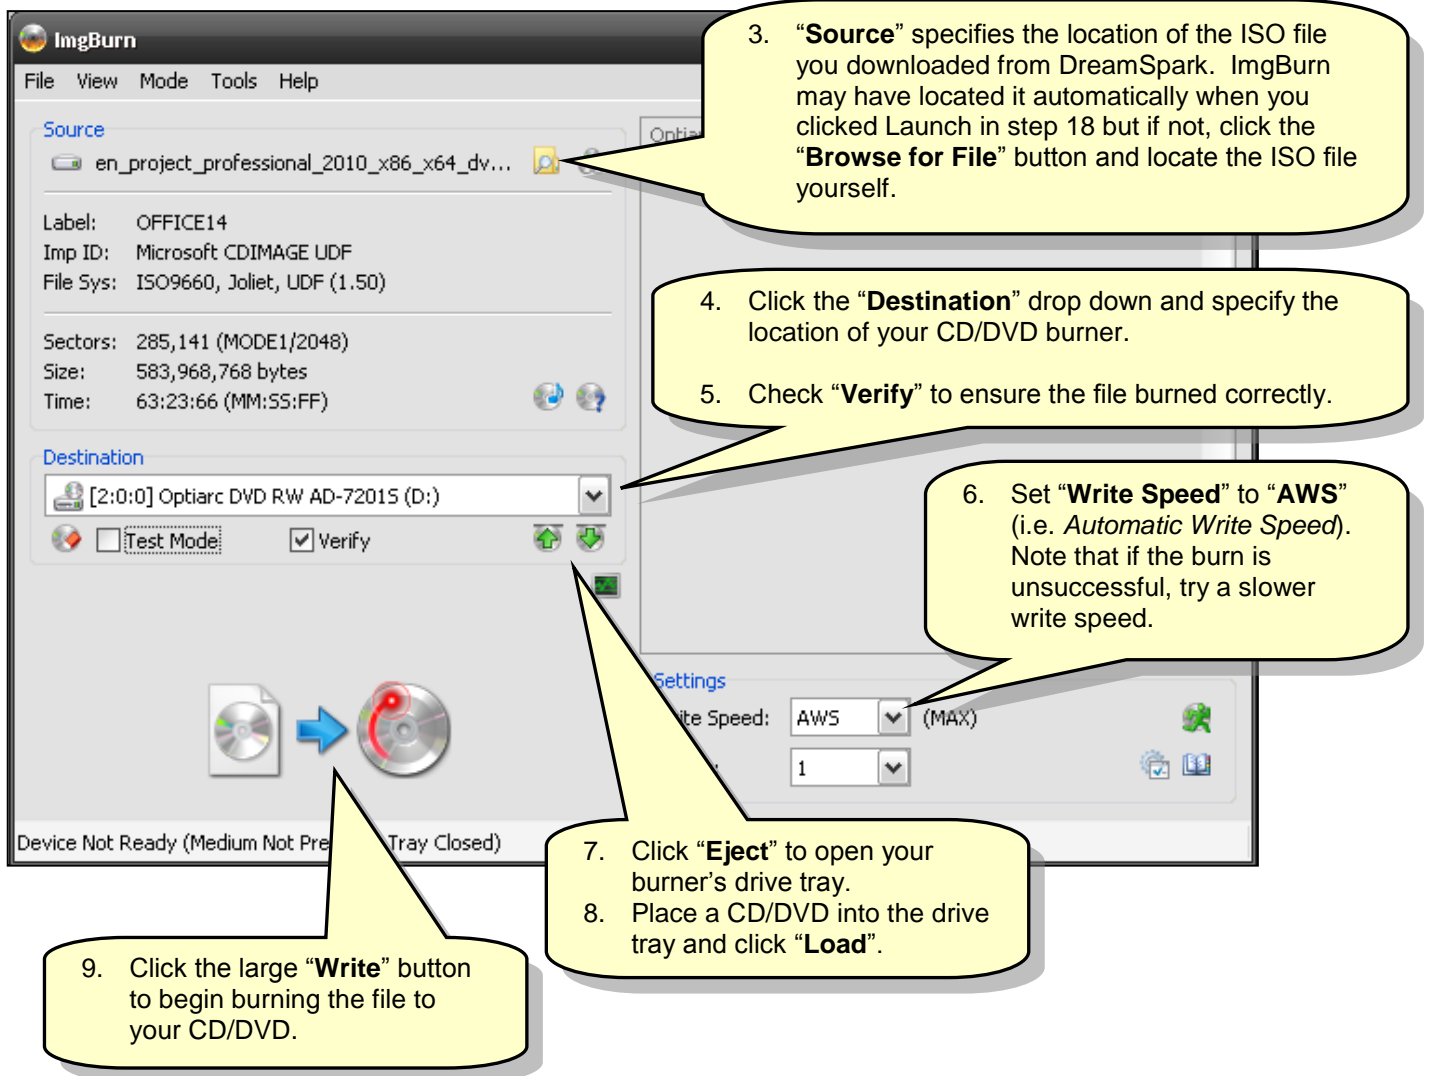 ImgBurn
File View Mode Tools Help
Source
en_project_professional_2010_x86_x64_dv...
Label: OFFICE14
Imp ID: Microsoft CDIMAGE UDF
File Sys: ISO9660, Joliet, UDF (1.50)
Sectors: 285,141 (MODE1/2048)
Size: 583,968,768 bytes
Time: 63:23:66 (MM:SS:FF)
Destination
[2:0:0] Optiarc DVD RW AD-7201S (D:)
Test Mode Verify
3. “Source” specifies the location of the ISO file
you downloaded from DreamSpark. ImgBurn
may have located it automatically when you
clicked Launch in step 18 but if not, click the
“Browse for File” button and locate the ISO file
yourself.
4. Click the “Destination” drop down and specify the
location of your CD/DVD burner.
5. Check “Verify” to ensure the file burned correctly.
6. Set “Write Speed” to “AWS”
(i.e. Automatic Write Speed).
Note that if the burn is
unsuccessful, try a slower
write speed.
Settings
Speed: AWS (MAX)
1
Device Not Ready (Medium Not Tray Closed)
7. Click “Eject” to open your
burner’s drive tray.
8. Place a CD/DVD into the drive
tray and click “Load”.
9. Click the large “Write” button
to begin burning the file to
your CD/DVD.